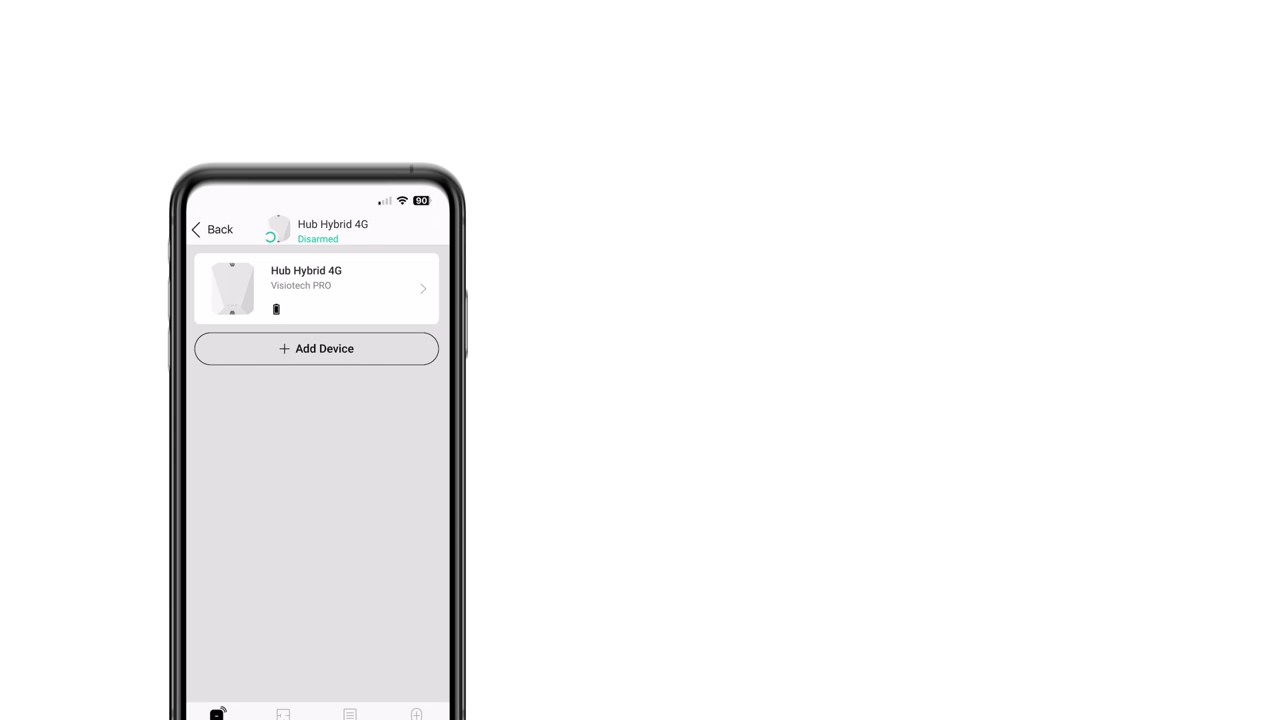 90
Back
Hub Hybrid 4G
Disarmed
Hub Hybrid 4G
Visiotech PRO
+ Add Device